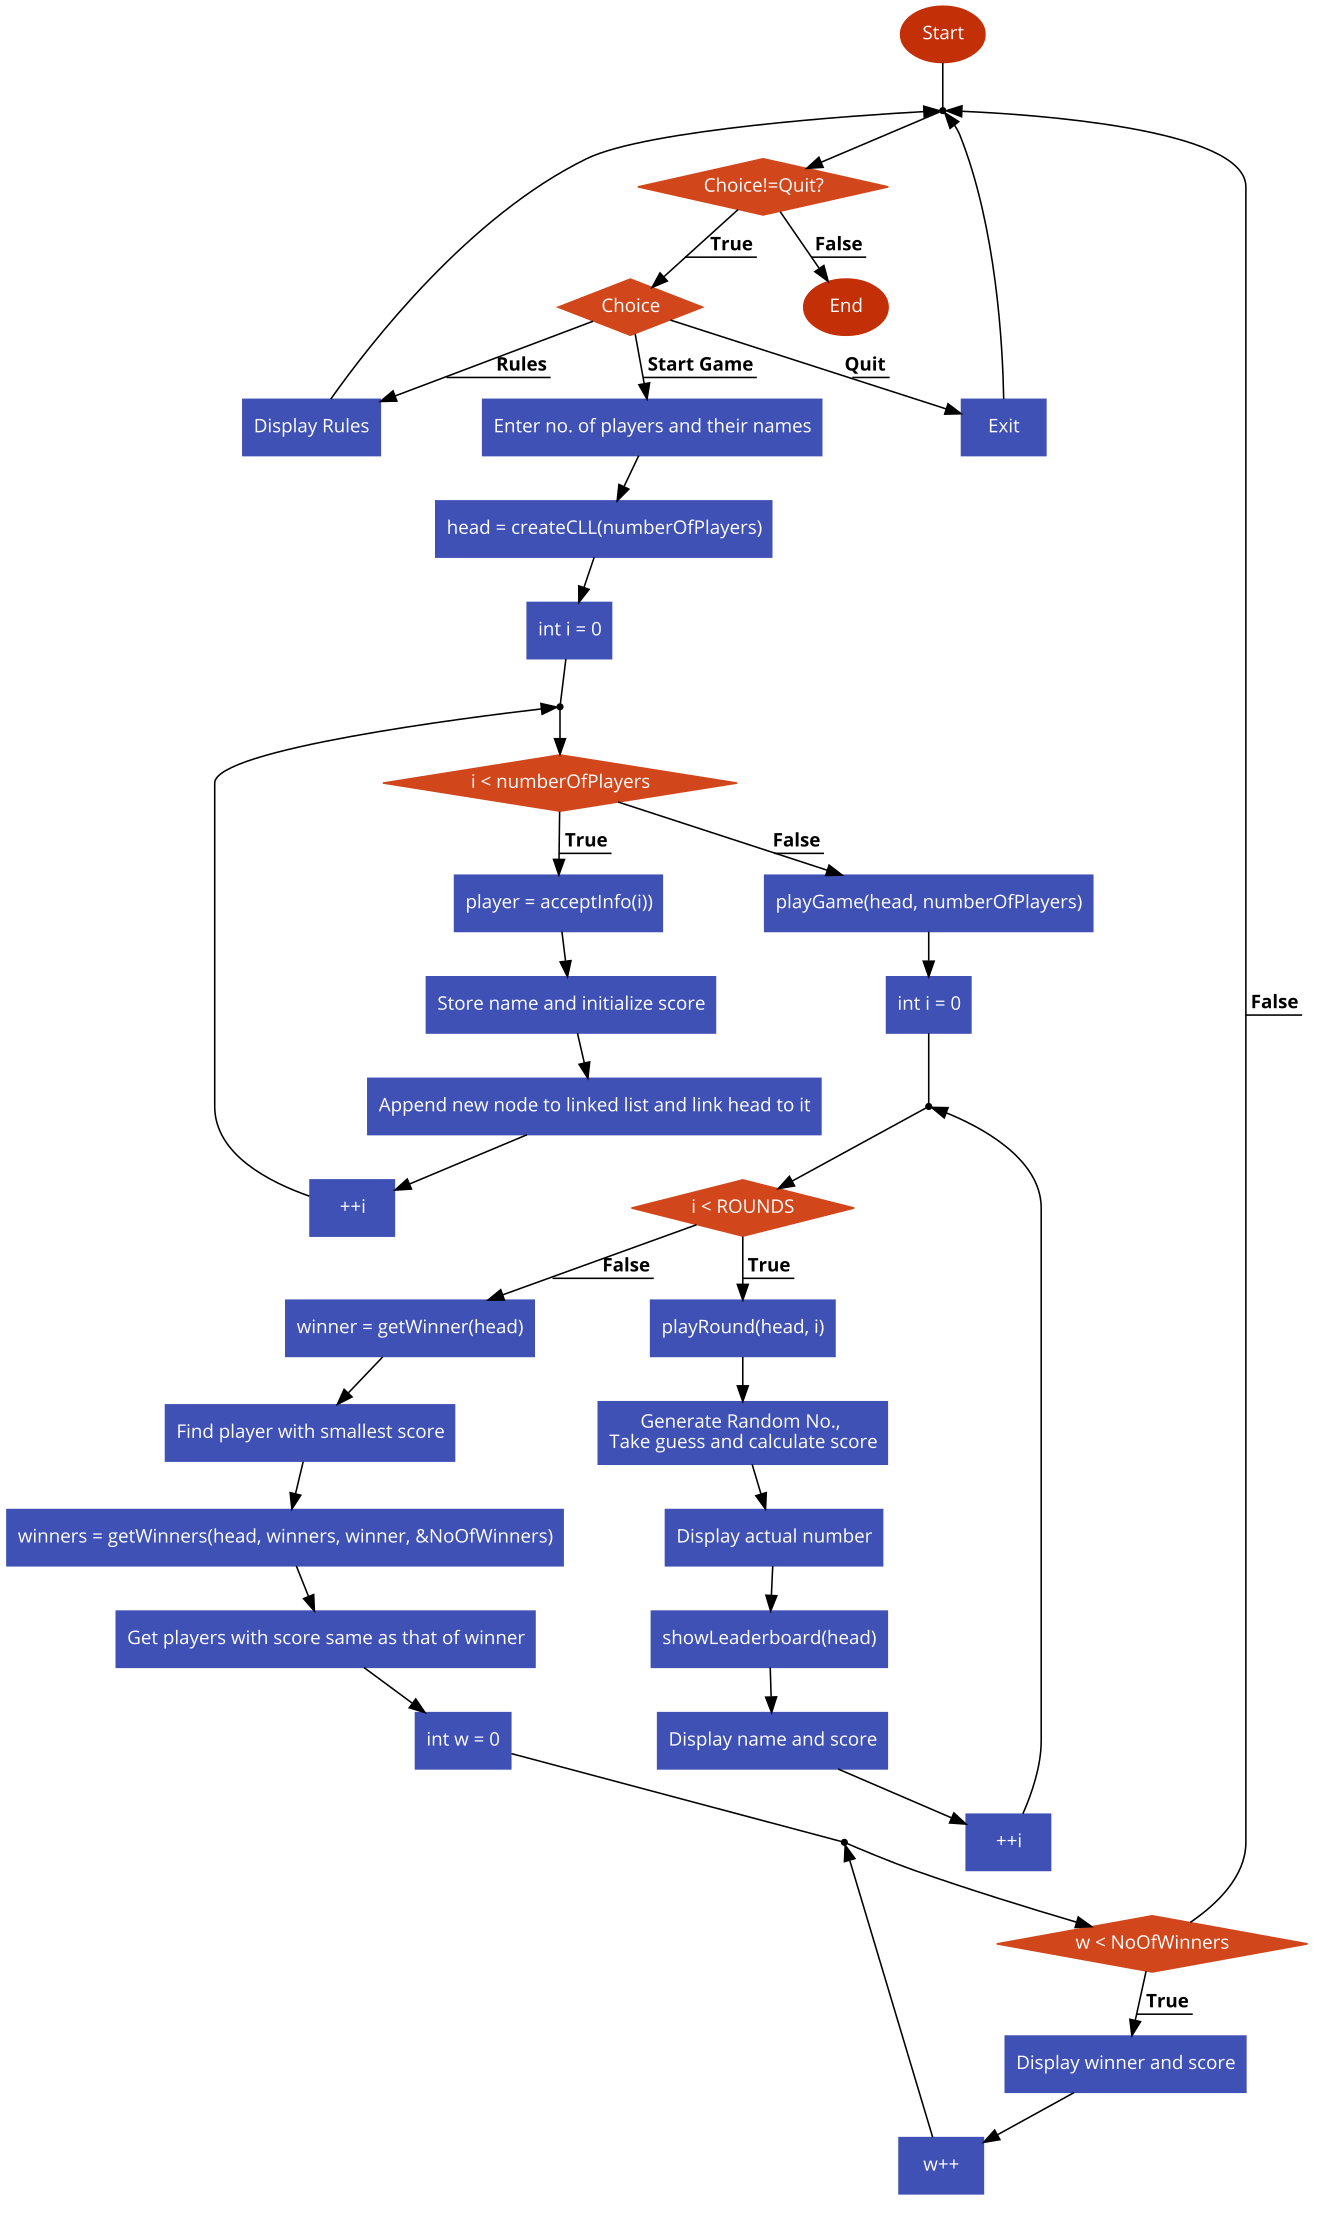 Start
Choice!=Quit?
True
False
Choice
End
Rules
Start Game
Quit
Display Rules
Enter no. of players and their names
Exit
head = createCLL(numberOfPlayers)
int i = 0
i < numberOfPlayers
True
False
player = acceptInfo(i))
playGame(head, numberOfPlayers)
Store name and initialize score
int i = 0
False
Append new node to linked list and link head to it
++i
i < ROUNDS
False
True
winner = getWinner(head)
playRound(head, i)
Find player with smallest score
Generate Random No.,
Take guess and calculate score
winners = getWinners(head, winners, winner, &NoOfWinners)
Display actual number
Get players with score same as that of winner
showLeaderboard(head)
int w = 0
Display name and score
++i
w < NoOfWinners
True
Display winner and score
w++